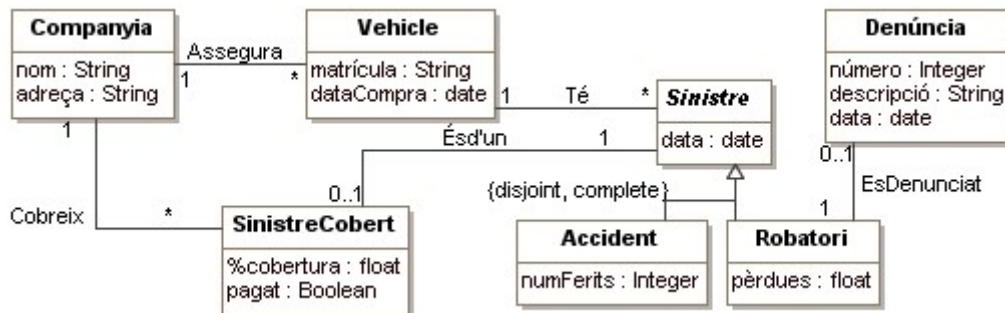 Companyia
nom : String
adreça : String
Assegura
1
*
Vehicle
matrícula : String
dataCompra : date
1
Té
*
Sinistre
data : date
Denúncia
número : Integer
descripció : String
data : date
0..1
EsDenunciat
1
1
Cobreix
*
Ésd'un
1
0..1
SinistreCobert
%cobertura : float
pagat : Boolean
{disjoint, complete}
Accident
numFerits : Integer
Robatori
pèrdues : float